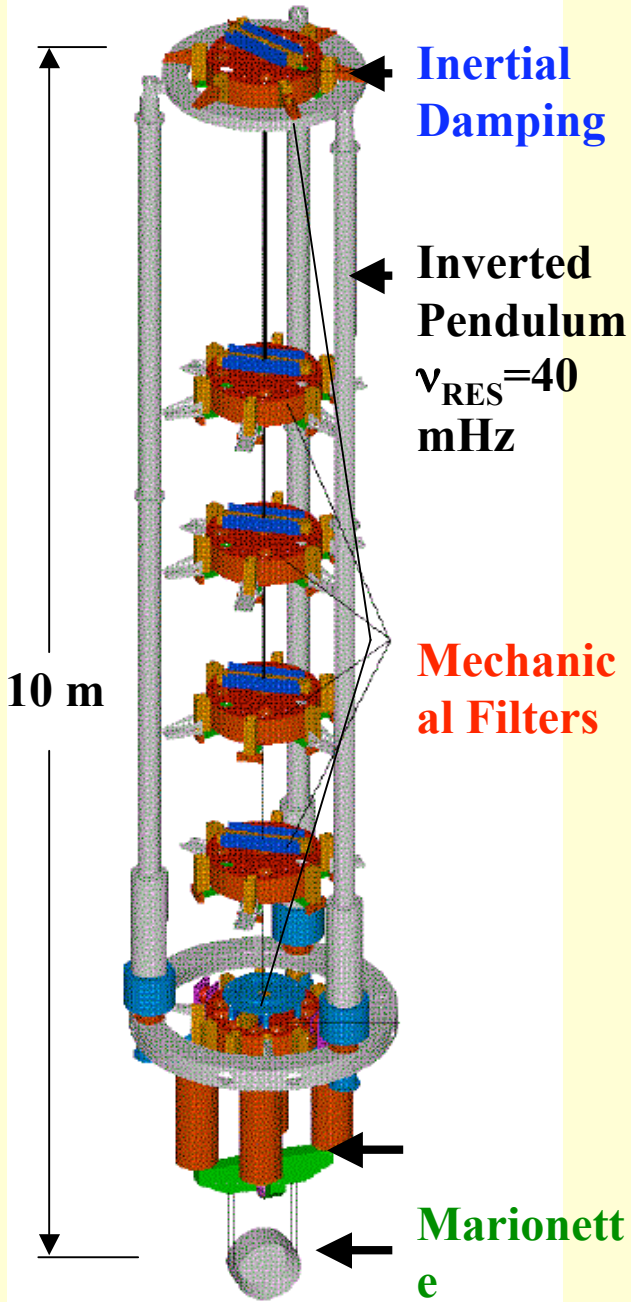 Inertial
Damping
Inverted
Pendulum
νRES=40
mHz
10 m
Mechanic
al Filters
Marionett
e